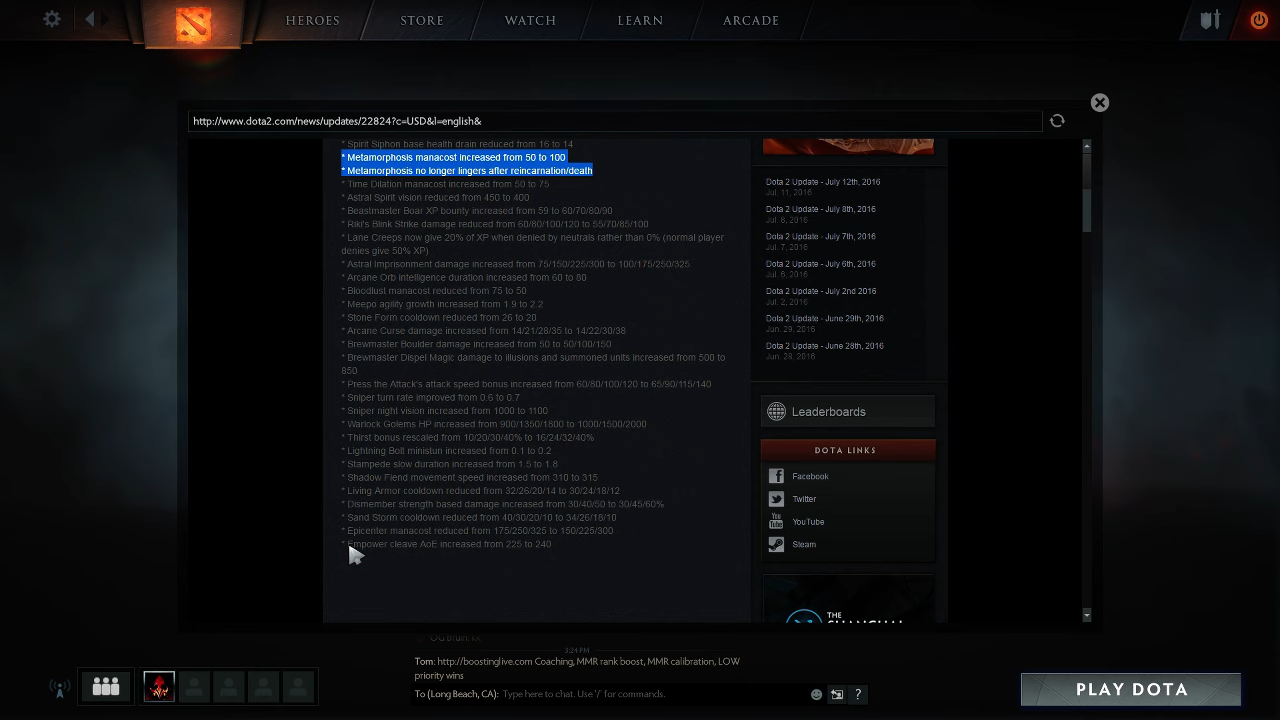 HEROES
STORE
WATCH
LEARN
ARCADE
http://www.dota2.com/news/updates/22824?c=USD&l=english&
* Spirit Siphon base health drain reduced from 16 to 14
* Metamorphosis manacost increased from 50 to 100
* Metamorphosis no longer lingers after reincarnation/death
* Time Dilation manacost increased from 50 to 75
* Astral Spirit vision reduced from 450 to 400
* Beastmaster Boar XP bounty increased from 59 to 60/70/80/90
* Riki's Blink Strike damage reduced from 60/80/100/120 to 55/70/85/100
* Lane Creeps now give 20% of XP when denied by neutrals rather than 0% (normal player
denies give 50% XP)
* Astral Imprisonment damage increased from 75/150/225/300 to 100/175/250/325
* Arcane Orb intelligence duration increased from 60 to 80
* Bloodlust manacost reduced from 75 to 50
* Meepo agility growth increased from 1.9 to 2.2
* Stone Form cooldown reduced from 26 to 20
* Arcane Curse damage increased from 14/21/28/35 to 14/22/30/38
* Brewmaster Boulder damage increased from 50 to 50/100/150
* Brewmaster Dispel Magic damage to illusions and summoned units increased from 500 to
850
* Press the Attack's attack speed bonus increased from 60/80/100/120 to 65/90/115/140
* Sniper turn rate improved from 0.6 to 0.7
* Sniper night vision increased from 1000 to 1100
* Warlock Golems HP increased from 900/1350/1800 to 1000/1500/2000
* Thirst bonus rescaled from 10/20/30/40% to 16/24/32/40%
* Lightning Bolt ministun increased from 0.1 to 0.2
* Stampede slow duration increased from 1.5 to 1.8
* Shadow Fiend movement speed increased from 310 to 315
* Living Armor cooldown reduced from 32/26/20/14 to 30/24/18/12
* Dismember strength based damage increased from 30/40/50 to 30/45/60%
* Sand Storm cooldown reduced from 40/30/20/10 to 34/26/18/10
* Epicenter manacost reduced from 175/250/325 to 150/225/300
* Empower cleave AoE increased from 225 to 240
Dota 2 Update - July 12th, 2016
Jul. 11, 2016
Dota 2 Update - July 8th, 2016
Jul. 8, 2016
Dota 2 Update - July 7th, 2016
Jul. 7, 2016
Dota 2 Update - July 6th, 2016
Jul. 6, 2016
Dota 2 Update - July 2nd 2016
Jul. 2, 2016
Dota 2 Update - June 29th, 2016
Jun. 29, 2016
Dota 2 Update - June 28th, 2016
Jun. 29, 2016
Leaderboards
DOTA LINKS
Facebook
Twitter
You Tube YouTube
Steam
THE
SHANGHAI
3:24 PM
Tom: http://boostinglive.com Coaching, MMR rank boost, MMR calibration, LOW
priority wins
To (Long Beach, CA): Type here to chat. Use '/' for commands.
?
PLAY DOTA